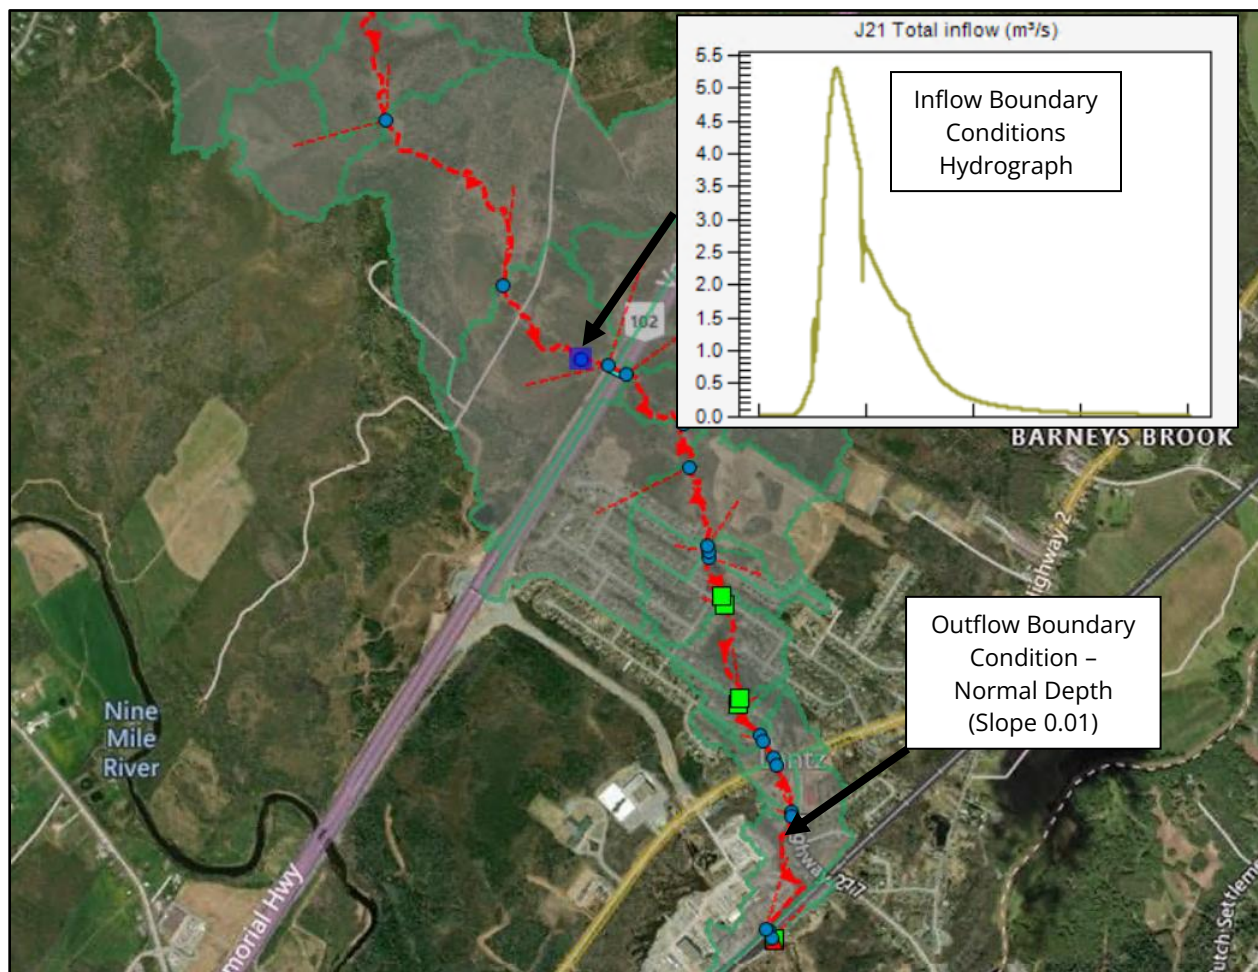 J21 Total inflow (m³/s)
5.5
5.0
4.5
4.0
3.5
3.0
2.5
2.0
1.5
1.0
0.5
0.0
Inflow Boundary
Conditions
Hydrograph
102
BARNEYS BROOK
Highway 2
Outflow Boundary
Condition –
Normal Depth
(Slope 0.01)
Nine
Mile
River
morial Hwy